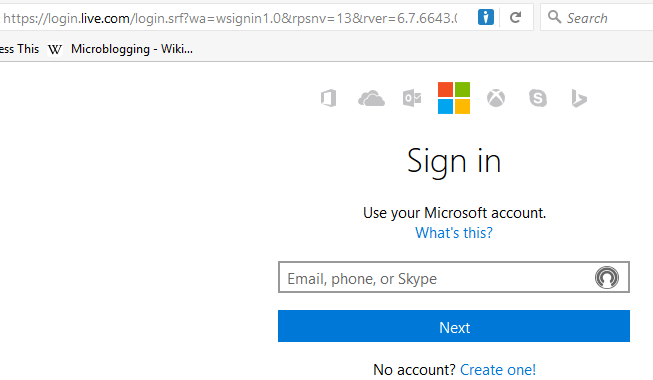 https://login.live.com/login.srf?wa=wsignin1.0&rpsnv=13&rver=6.7.6643.0
Search
ess This
W Microblogging - Wiki...
Sign in
Use your Microsoft account.
What's this?
Email, phone, or Skype
Next
No account? Create one!